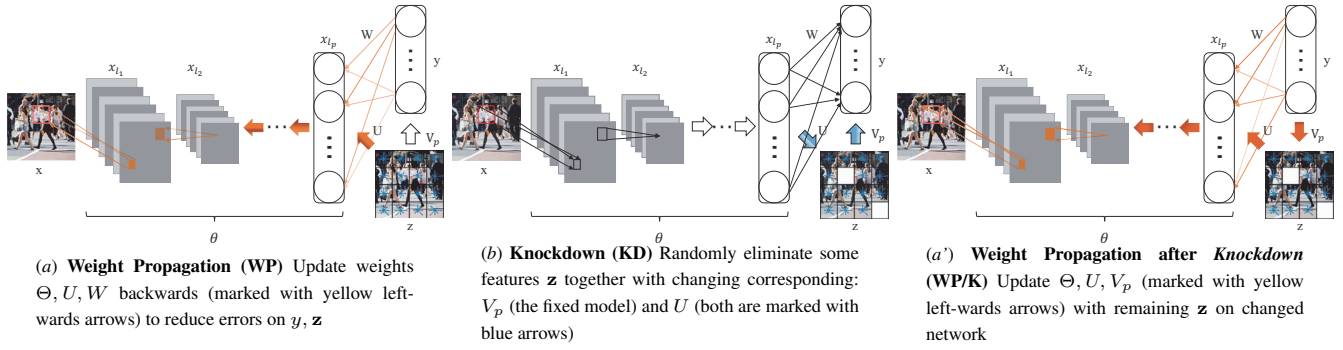 x_{l_1}
x_{l_2}
x_{l_p}
W
y
U
V_p
x
z
θ
(a) Weight Propagation (WP) Update weights
Θ, U, W backwards (marked with yellow left-
wards arrows) to reduce errors on y, z
x_{l_1}
x_{l_2}
x_{l_p}
W
y
U
V_p
x
z
θ
(b) Knockdown (KD) Randomly eliminate some
features z together with changing corresponding:
V_p (the fixed model) and U (both are marked with
blue arrows)
x_{l_1}
x_{l_2}
x_{l_p}
W
y
U
V_p
x
z
θ
(a') Weight Propagation after Knockdown
(WP/K) Update Θ, U, V_p (marked with yellow
left-wards arrows) with remaining z on changed
network